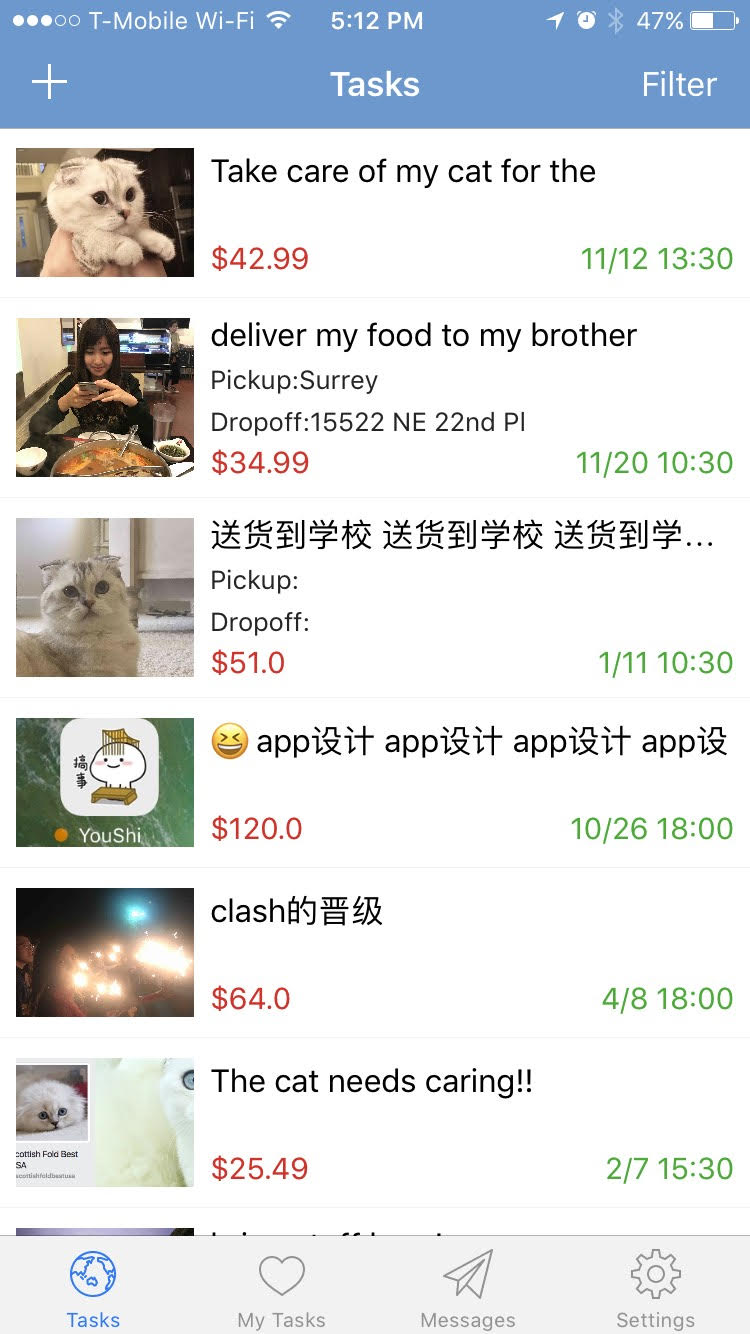 T-Mobile Wi-Fi 5:12 PM 47%
Tasks Filter
Take care of my cat for the
$42.99 11/12 13:30
deliver my food to my brother
Pickup:Surrey
Dropoff:15522 NE 22nd Pl
$34.99 11/20 10:30
送货到学校 送货到学校 送货到学...
Pickup:
Dropoff:
$51.0 1/11 10:30
😆app设计 app设计 app设计 app设
搞事
YouShi
$120.0 10/26 18:00
clash的晋级
$64.0 4/8 18:00
The cat needs caring!!
cottish Fold Best
SA
scottishfoldbestusa
$25.49 2/7 15:30
Tasks My Tasks Messages Settings